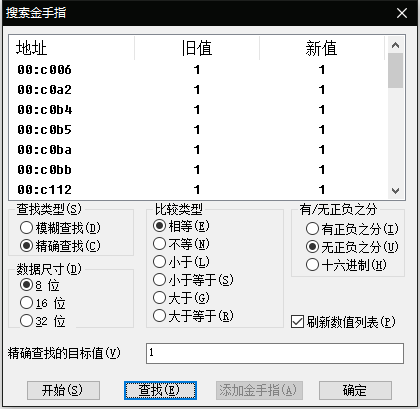 搜索金手指
地址 旧值 新值
00:c006 1 1
00:c0a2 1 1
00:c0b4 1 1
00:c0b5 1 1
00:c0ba 1 1
00:c0bb 1 1
00:c112 1 1
查找类型(S)
模糊查找(D)
精确查找(C)
数据尺寸(D)
8 位
16 位
32 位
比较类型
相等(E)
不等(N)
小于(L)
小于等于(S)
大于(G)
大于等于(R)
有/无正负之分
有正负之分(I)
无正负之分(U)
十六进制(H)
刷新数值列表(P)
精确查找的目标值(V) 1
开始(S) 查找(E) 添加金手指(A) 确定